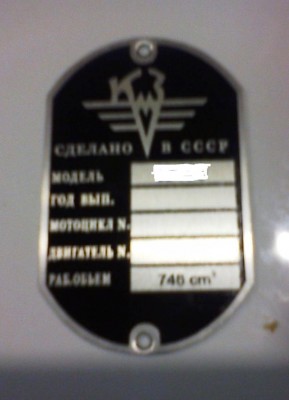 КМЗ
СДЕЛАНО В СССР
МОДЕЛЬ
ГОД ВЫП.
МОТОЦИКЛ N.
ДВИГАТЕЛЬ N.
РАБ.ОБЪЕМ 746 cm³